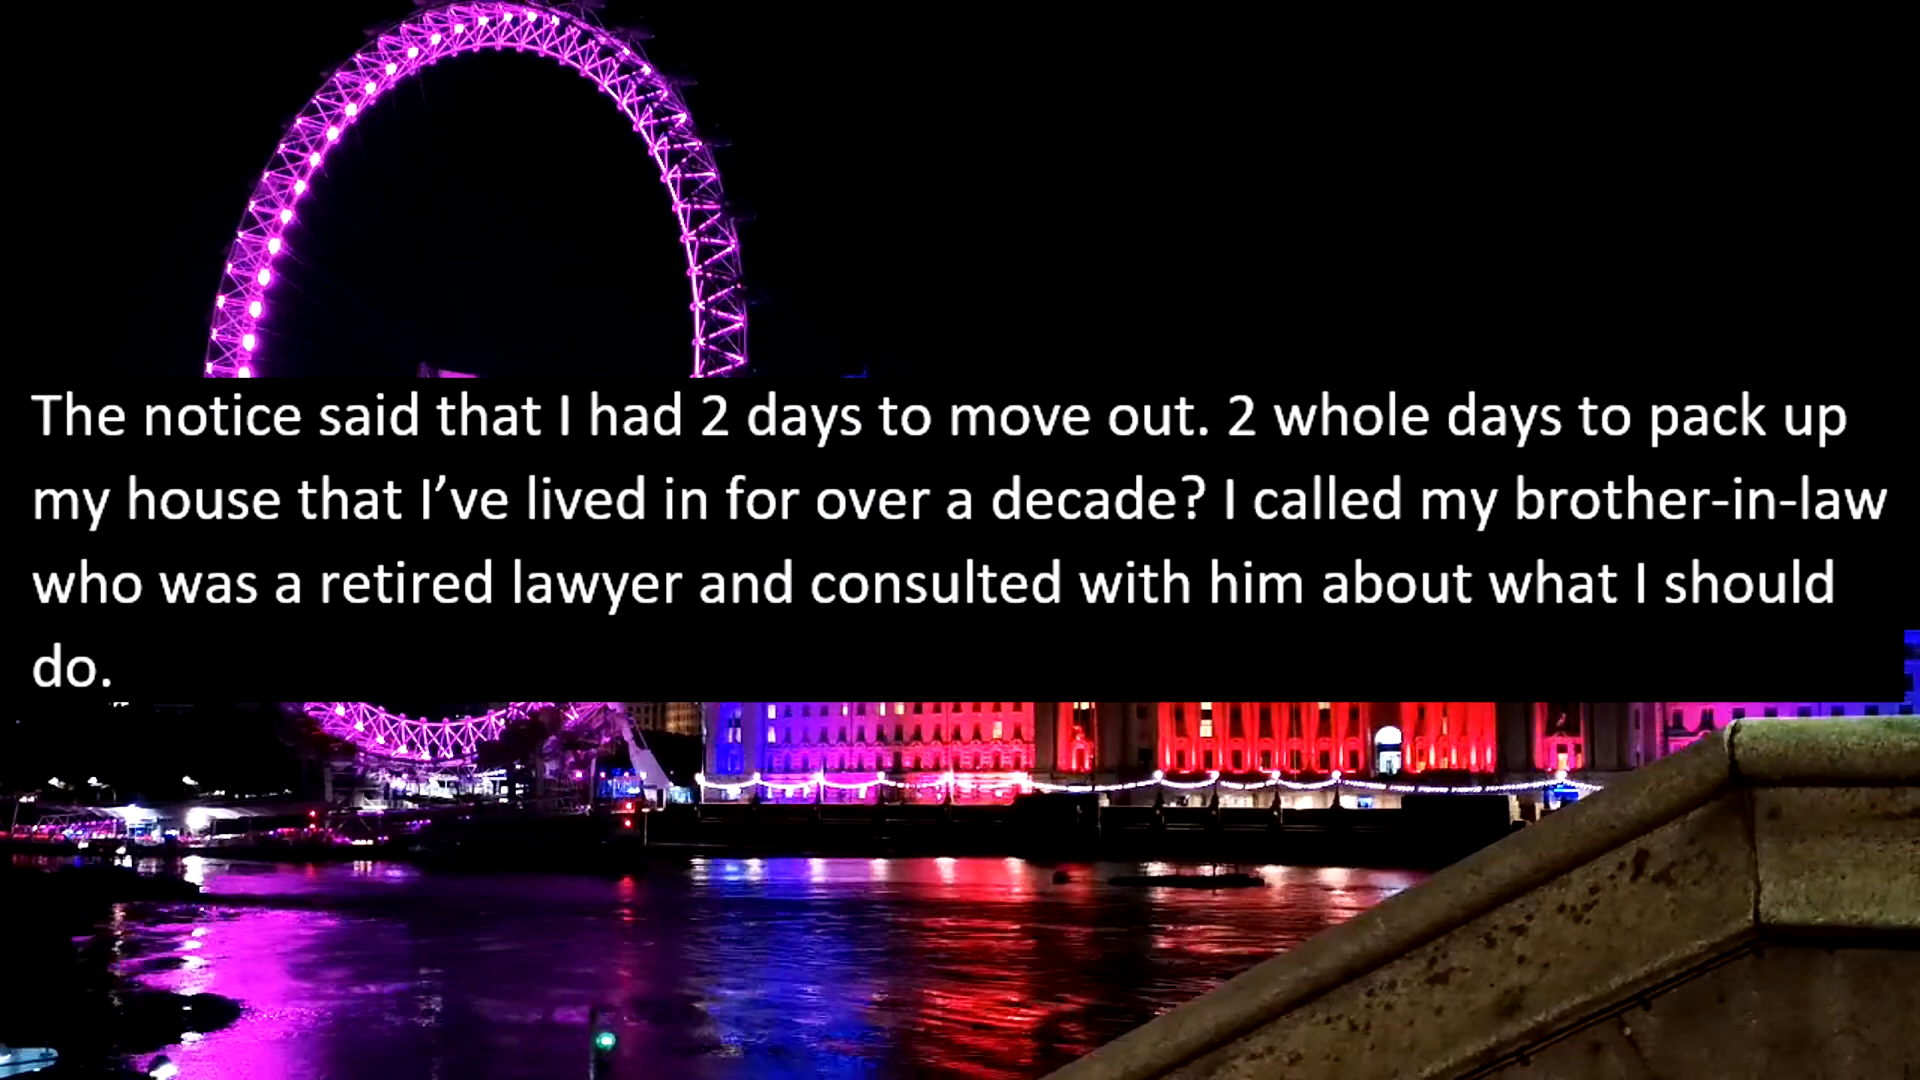 The notice said that I had 2 days to move out. 2 whole days to pack up
my house that I’ve lived in for over a decade? I called my brother-in-law
who was a retired lawyer and consulted with him about what I should
do.